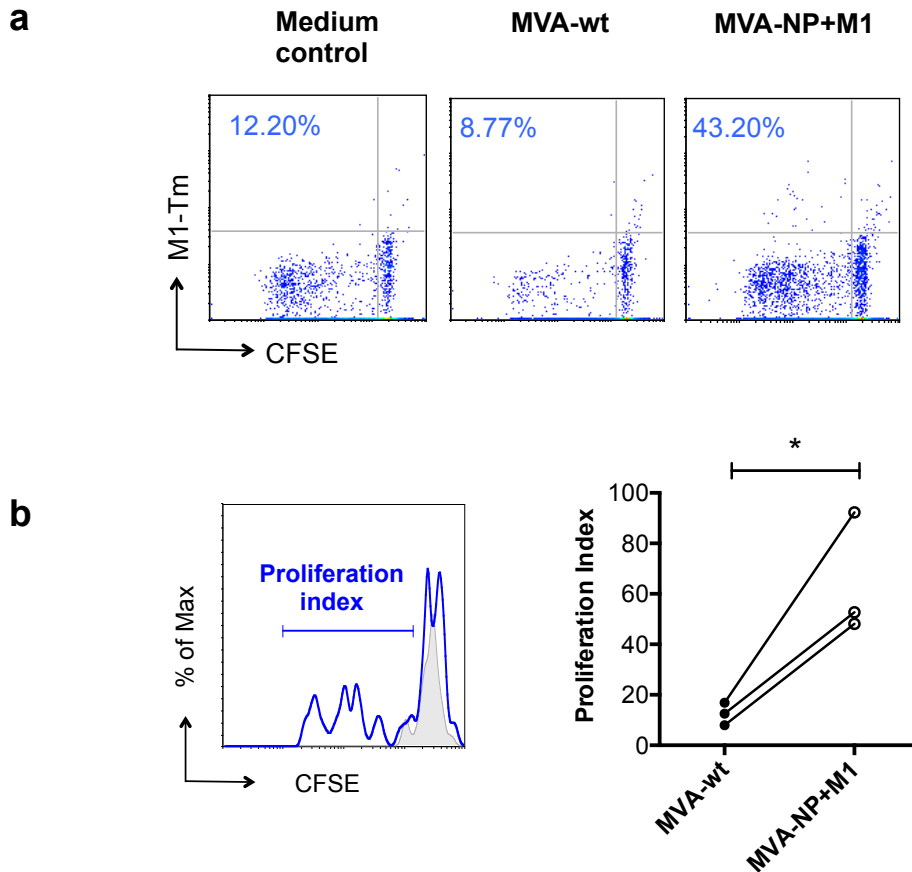 a
Medium
control
MVA-wt
MVA-NP+M1
12.20%
8.77%
43.20%
M1-Tm
CFSE
b
Proliferation
index
% of Max
CFSE
*
100
80
60
40
20
0
Proliferation Index
MVA-wt
MVA-NP+M1